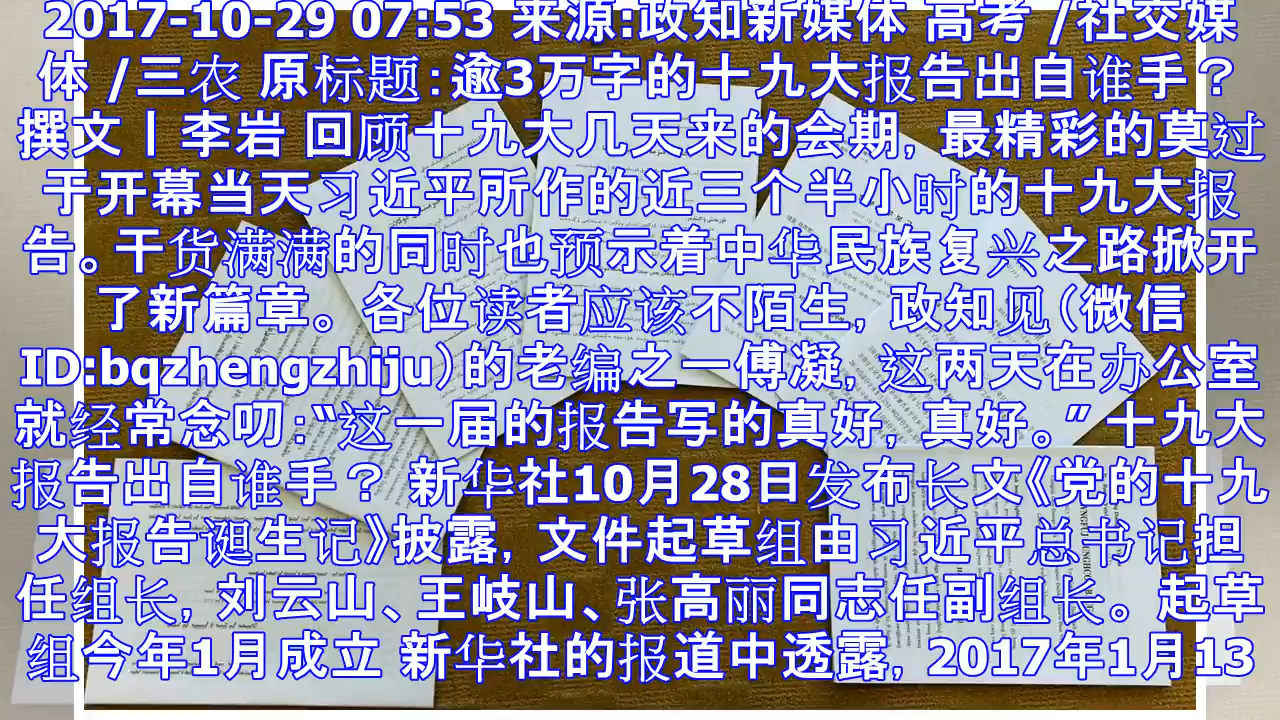 2017-10-29 07:53 来源:政知新媒体 高考 /社交媒
体 /三农 原标题：逾3万字的十九大报告出自谁手？
撰文丨李岩 回顾十九大几天来的会期，最精彩的莫过
于开幕当天习近平所作的近三个半小时的十九大报
告。干货满满的同时也预示着中华民族复兴之路掀开
了新篇章。各位读者应该不陌生，政知见（微信
ID:bqzhengzhiju）的老编之一傅凝，这两天在办公室
就经常念叨：“这一届的报告写的真好，真好。”十九大
报告出自谁手？ 新华社10月28日发布长文《党的十九
大报告诞生记》披露，文件起草组由习近平总书记担
任组长，刘云山、王岐山、张高丽同志任副组长。起草
组今年1月成立 新华社的报道中透露，2017年1月13